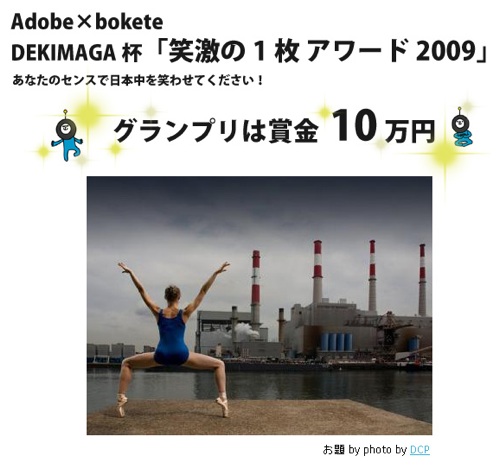 Adobe×bokete
DEKIMAGA 杯「笑激の 1 枚 アワード 2009」
あなたのセンスで日本中を笑わせてください！
グランプリは賞金 10 万円
お題 by photo by DCP